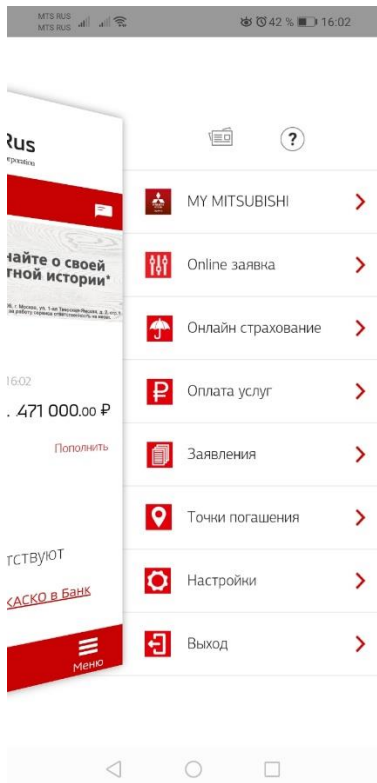 MTS RUS
MTS RUS
42 % 16:02
Rus
?
MY MITSUBISHI
Online заявка
найте о своей
тной истории*
Онлайн страхование
16:02
471 000.00 ₽
Оплата услуг
Пополнить
Заявления
Точки погашения
тствуют
Настройки
КАСКО в Банк
Выход
Меню